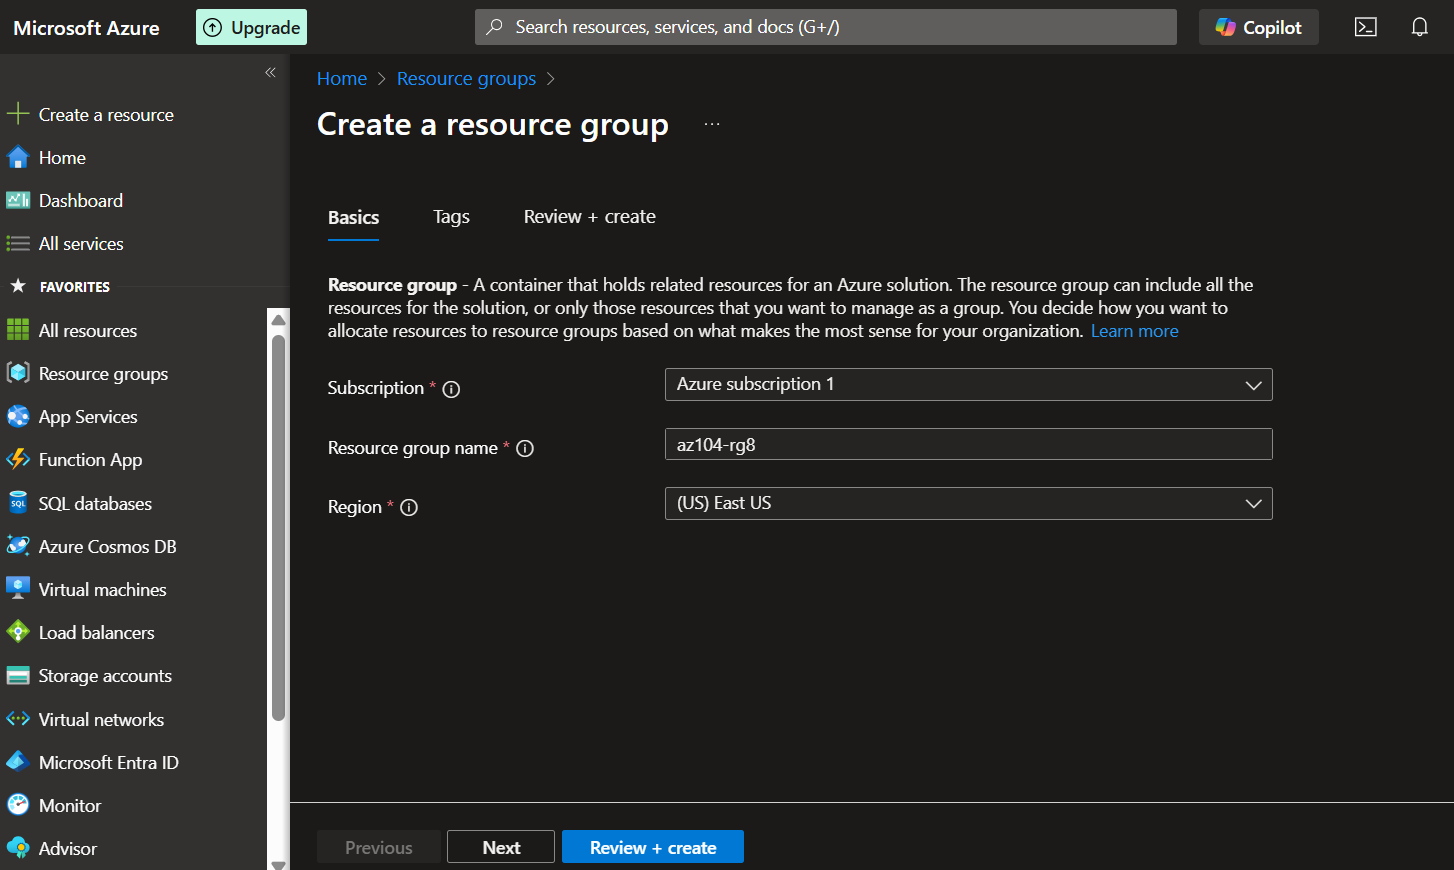 Microsoft Azure
Upgrade
Search resources, services, and docs (G+/)
Copilot
Create a resource
Home
Dashboard
All services
FAVORITES
All resources
Resource groups
App Services
Function App
SQL databases
Azure Cosmos DB
Virtual machines
Load balancers
Storage accounts
Virtual networks
Microsoft Entra ID
Monitor
Advisor
Home > Resource groups >
Create a resource group ...
Basics
Tags
Review + create
Resource group - A container that holds related resources for an Azure solution. The resource group can include all the
resources for the solution, or only those resources that you want to manage as a group. You decide how you want to
allocate resources to resource groups based on what makes the most sense for your organization. Learn more
Subscription *
Azure subscription 1
Resource group name *
az104-rg8
Region *
(US) East US
Previous
Next
Review + create